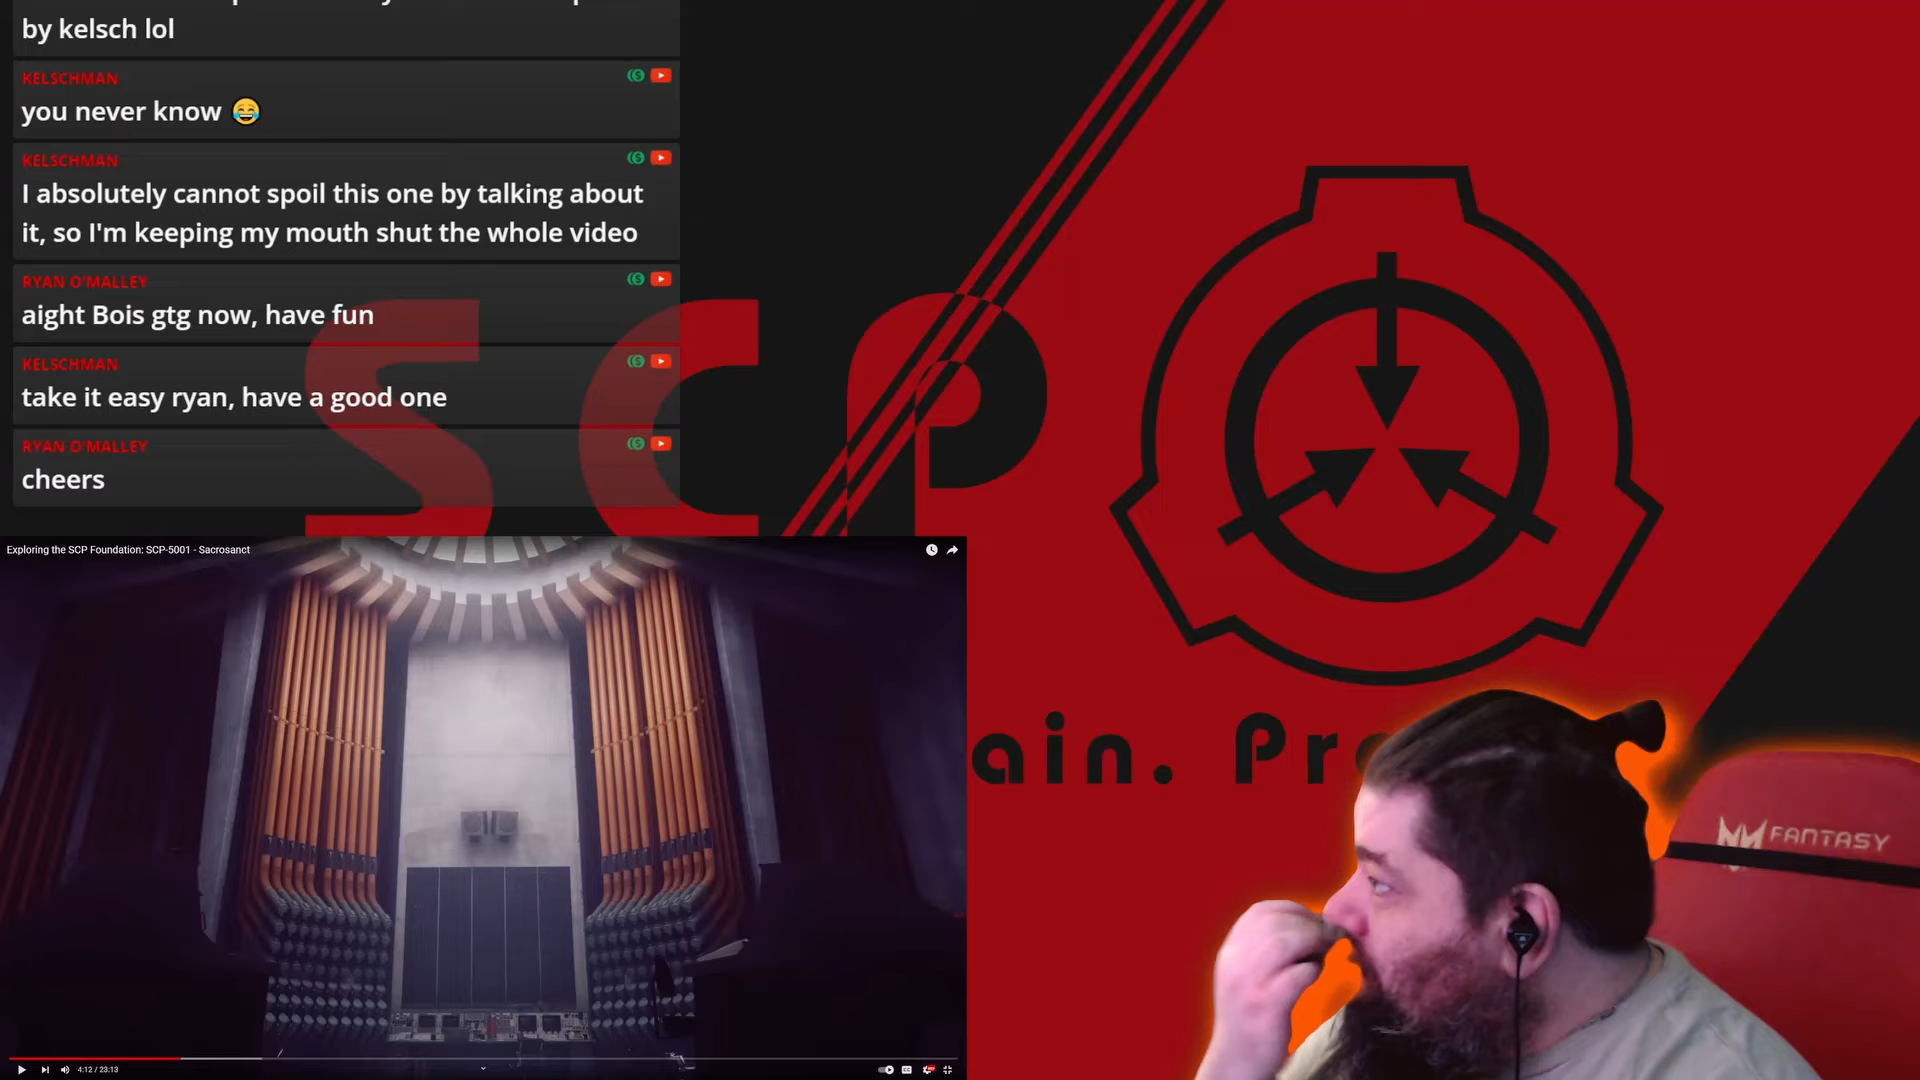 by kelsch lol
KELSCHMAN
you never know
KELSCHMAN
I absolutely cannot spoil this one by talking about
it, so I'm keeping my mouth shut the whole video
RYAN O'MALLEY
aight Bois gtg now, have fun
KELSCHMAN
take it easy ryan, have a good one
RYAN O'MALLEY
cheers
SCP
Exploring the SCP Foundation: SCP-5001 - Sacrosanct
ain. Pro
FANTASY
4:12 / 23:13